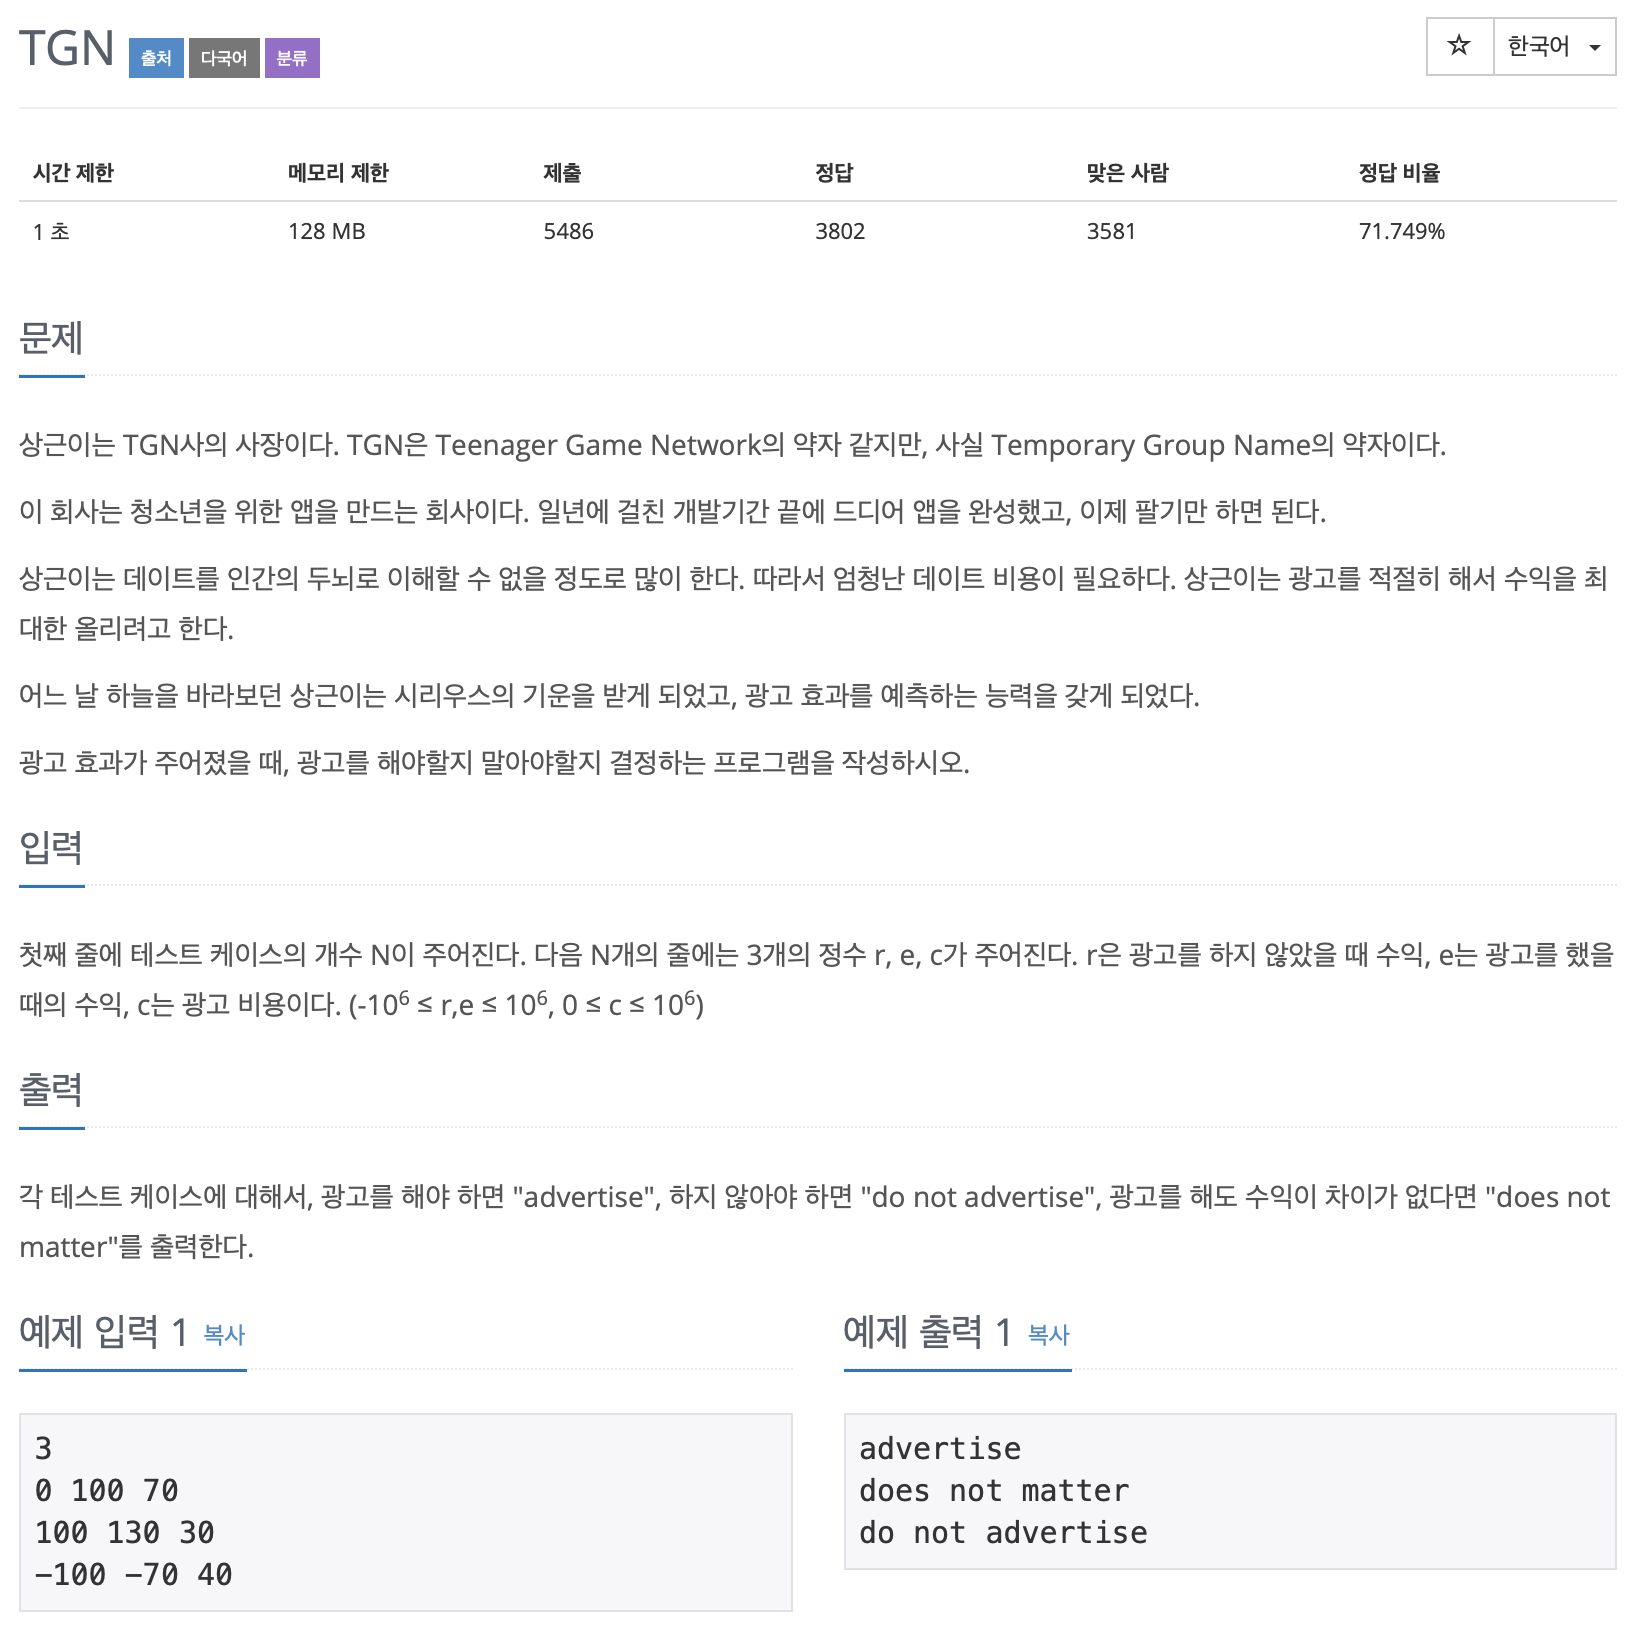 TGN 출처 다국어 분류
☆ 한국어
시간 제한 메모리 제한 제출 정답 맞은 사람 정답 비율
1 초 128 MB 5486 3802 3581 71.749%
문제
상근이는 TGN사의 사장이다. TGN은 Teenager Game Network의 약자 같지만, 사실 Temporary Group Name의 약자이다.
이 회사는 청소년을 위한 앱을 만드는 회사이다. 일년에 걸친 개발기간 끝에 드디어 앱을 완성했고, 이제 팔기만 하면 된다.
상근이는 데이트를 인간의 두뇌로 이해할 수 없을 정도로 많이 한다. 따라서 엄청난 데이트 비용이 필요하다. 상근이는 광고를 적절히 해서 수익을 최
대한 올리려고 한다.
어느 날 하늘을 바라보던 상근이는 시리우스의 기운을 받게 되었고, 광고 효과를 예측하는 능력을 갖게 되었다.
광고 효과가 주어졌을 때, 광고를 해야할지 말아야할지 결정하는 프로그램을 작성하시오.
입력
첫째 줄에 테스트 케이스의 개수 N이 주어진다. 다음 N개의 줄에는 3개의 정수 r, e, c가 주어진다. r은 광고를 하지 않았을 때 수익, e는 광고를 했을
때의 수익, c는 광고 비용이다. (-10⁶ ≤ r,e ≤ 10⁶, 0 ≤ c ≤ 10⁶)
출력
각 테스트 케이스에 대해서, 광고를 해야 하면 "advertise", 하지 않아야 하면 "do not advertise", 광고를 해도 수익이 차이가 없다면 "does not
matter"를 출력한다.
예제 입력 1 복사
3
0 100 70
100 130 30
-100 -70 40
예제 출력 1 복사
advertise
does not matter
do not advertise